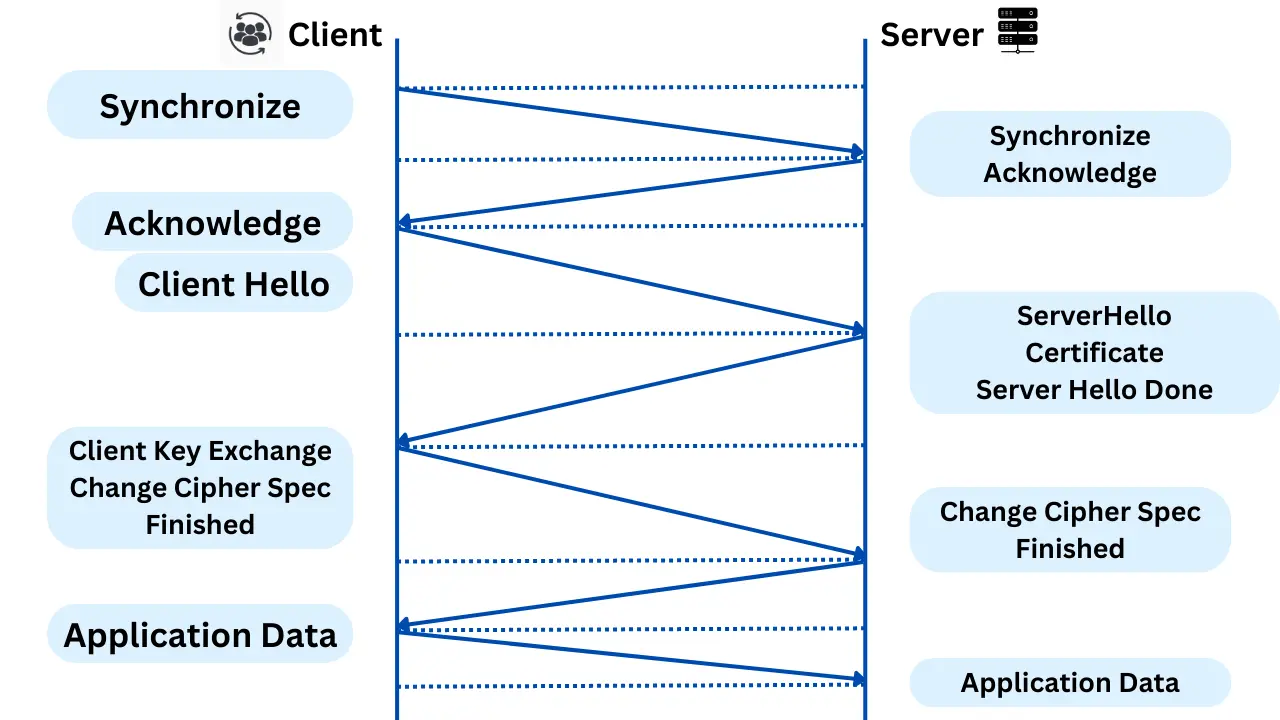 Client
Server
Synchronize
Synchronize
Acknowledge
Acknowledge
Client Hello
ServerHello
Certificate
Server Hello Done
Client Key Exchange
Change Cipher Spec
Finished
Change Cipher Spec
Finished
Application Data
Application Data